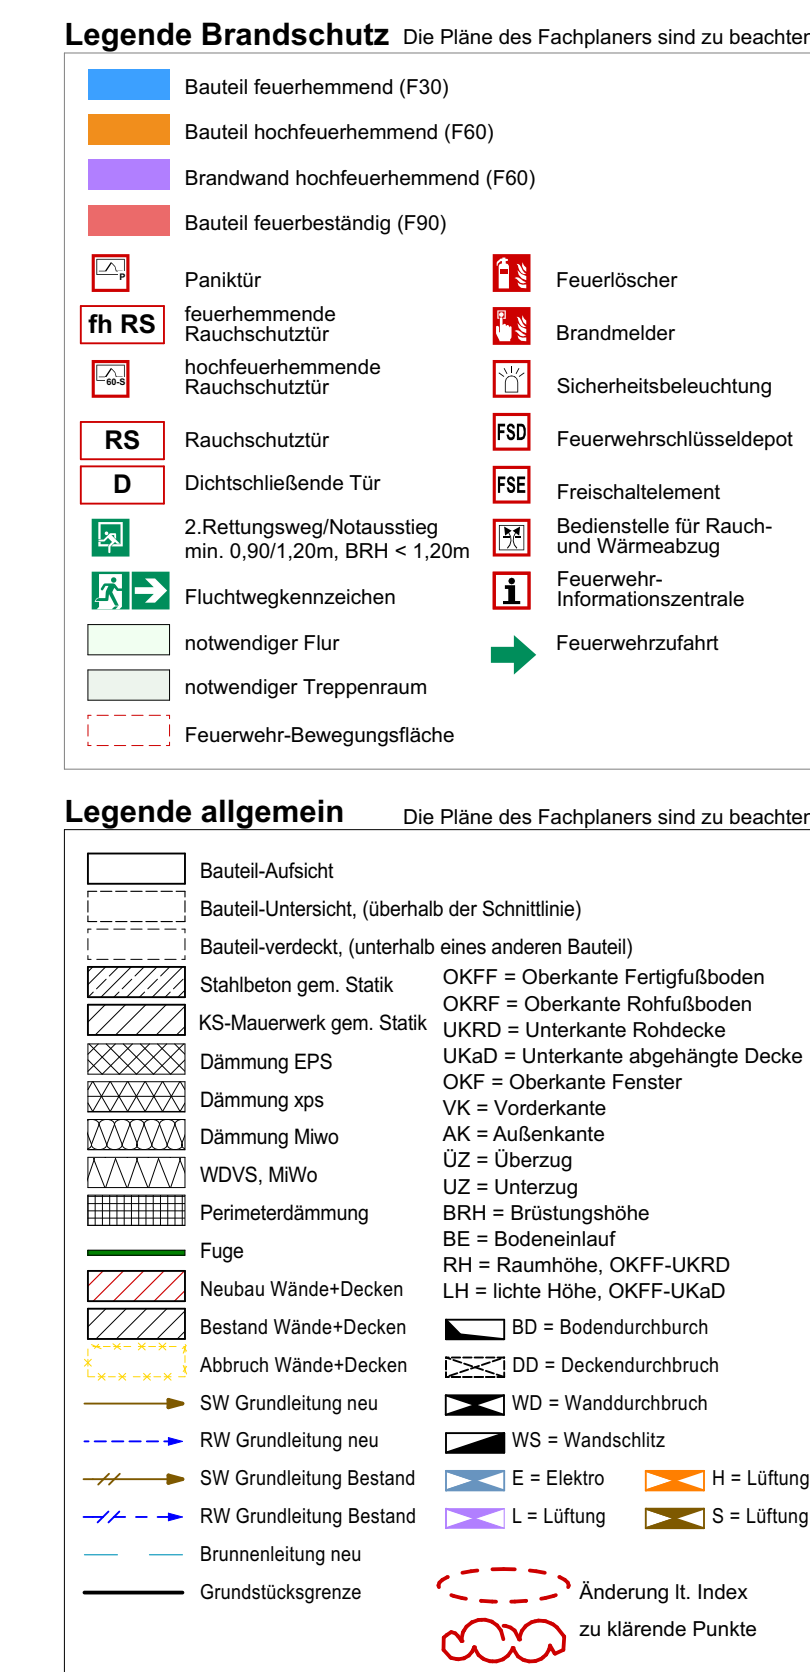 Legende Brandschutz Die Pläne des Fachplaners sind zu beachten
Bauteil feuerhemmend (F30)
Bauteil hochfeuerhemmend (F60)
Brandwand hochfeuerhemmend (F60)
Bauteil feuerbeständig (F90)
P
Paniktür
fh RS
feuerhemmende
Rauchschutztür
60-S
hochfeuerhemmende
Rauchschutztür
RS
Rauchschutztür
D
Dichtschließende Tür
2.Rettungsweg/Notausstieg
min. 0,90/1,20m, BRH < 1,20m
Fluchtwegkennzeichen
notwendiger Flur
notwendiger Treppenraum
Feuerwehr-Bewegungsfläche
Feuerlöscher
Brandmelder
Sicherheitsbeleuchtung
FSD
Feuerwehrschlüsseldepot
FSE
Freischaltelement
Bedienstelle für Rauch-
und Wärmeabzug
i
Feuerwehr-
Informationszentrale
Feuerwehrzufahrt
Legende allgemein Die Pläne des Fachplaners sind zu beachten
Bauteil-Aufsicht
Bauteil-Untersicht, (überhalb der Schnittlinie)
Bauteil-verdeckt, (unterhalb eines anderen Bauteil)
Stahlbeton gem. Statik
KS-Mauerwerk gem. Statik
Dämmung EPS
Dämmung xps
Dämmung Miwo
WDVS, MiWo
Perimeterdämmung
Fuge
Neubau Wände+Decken
Bestand Wände+Decken
Abbruch Wände+Decken
SW Grundleitung neu
RW Grundleitung neu
SW Grundleitung Bestand
RW Grundleitung Bestand
Brunnenleitung neu
Grundstücksgrenze
OKFF = Oberkante Fertigfußboden
OKRF = Oberkante Rohfußboden
UKRD = Unterkante Rohdecke
UKaD = Unterkante abgehängte Decke
OKF = Oberkante Fenster
VK = Vorderkante
AK = Außenkante
ÜZ = Überzug
UZ = Unterzug
BRH = Brüstungshöhe
BE = Bodeneinlauf
RH = Raumhöhe, OKFF-UKRD
LH = lichte Höhe, OKFF-UKaD
BD = Bodendurchburch
DD = Deckendurchbruch
WD = Wanddurchbruch
WS = Wandschlitz
E = Elektro
H = Lüftung
L = Lüftung
S = Lüftung
Änderung lt. Index
zu klärende Punkte